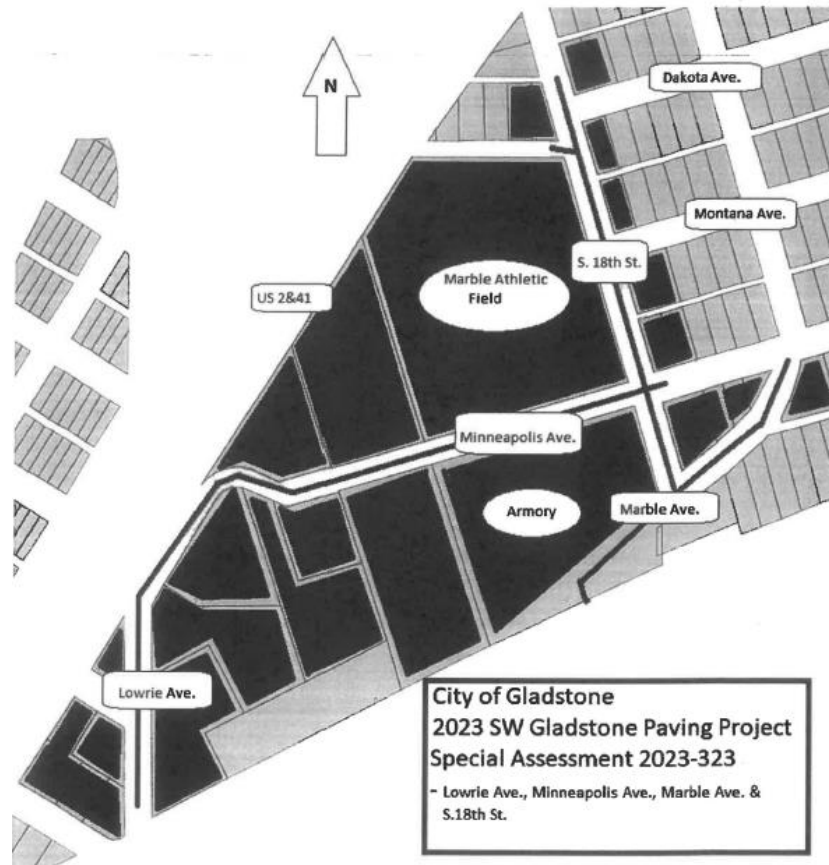 N
Dakota Ave.
Montana Ave.
S. 18th St.
Marble Athletic
Field
US 2&41
Minneapolis Ave.
Armory
Marble Ave.
Lowrie Ave.
City of Gladstone
2023 SW Gladstone Paving Project
Special Assessment 2023-323
- Lowrie Ave., Minneapolis Ave., Marble Ave. &
S.18th St.